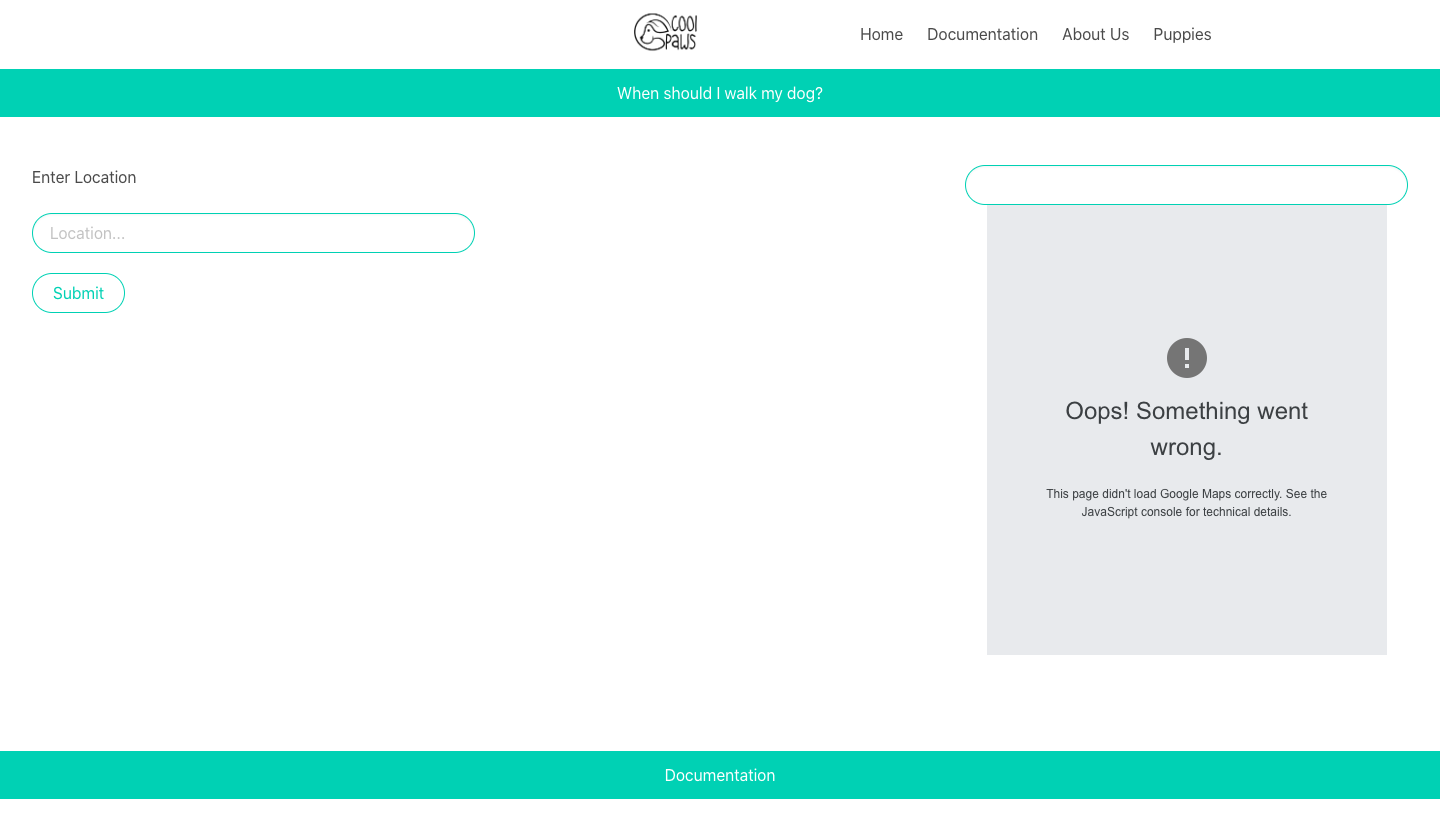 COOL
PAWS
Home Documentation About Us Puppies
When should I walk my dog?
Enter Location
Location...
Submit
Oops! Something went
wrong.
This page didn't load Google Maps correctly. See the
JavaScript console for technical details.
Documentation